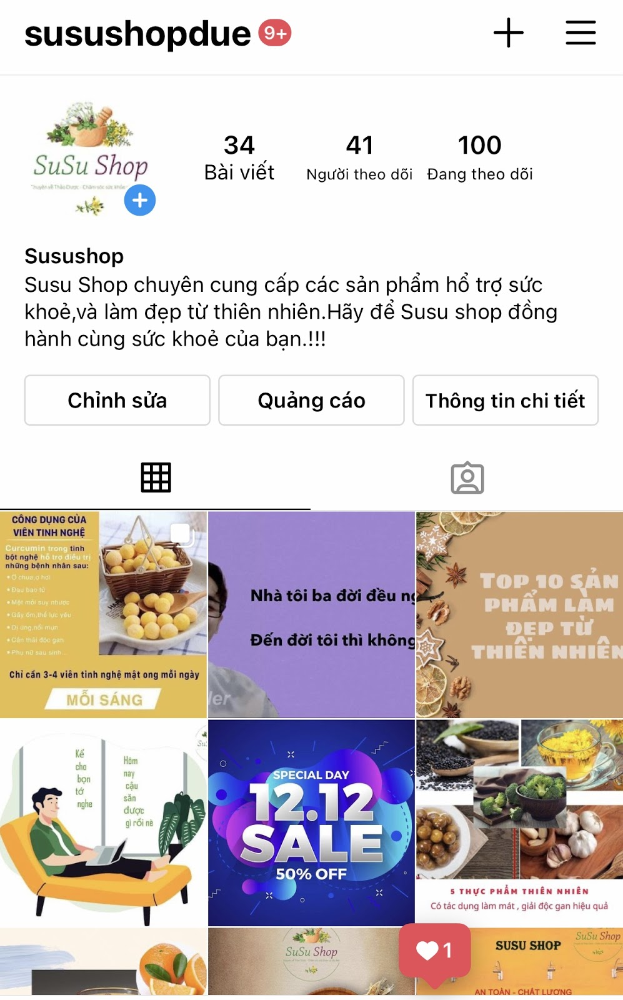 susushopdue 9+
SuSu Shop
Chuyên về Thảo Dược - Chăm sóc sức khỏe
34
Bài viết
41
Người theo dõi
100
Đang theo dõi
Susushop
Susu Shop chuyên cung cấp các sản phẩm hổ trợ sức
khoẻ,và làm đẹp từ thiên nhiên.Hãy để Susu shop đồng
hành cùng sức khoẻ của bạn.!!!
Chỉnh sửa
Quảng cáo
Thông tin chi tiết
CÔNG DỤNG CỦA
VIÊN TINH NGHỆ
Curcumin trong tinh
bột nghệ hỗ trợ điều trị
những bệnh nhân sau:
• Ợ chua,ợ hơi
• Đau bao tử
• Mệt mỏi suy nhược
• Gầy ốm,thể lực yếu
• Dị ứng,nổi mụn
• Cần thải độc gan
• Phụ nữ sau sinh...
Chỉ cần 3-4 viên tinh nghệ mật ong mỗi ngày
MỖI SÁNG
Nhà tôi ba đời đều
Đến đời tôi thì không
TOP 10 SẢN
PHẨM LÀM
ĐẸP TỪ
THIÊN NHIÊN
Kể
cho
bọn
tớ
nghe
Hôm
nay
cậu
săn
được
gì rồi nè
SPECIAL DAY
12.12
SALE
50% OFF
5 THỰC PHẨM THIÊN NHIÊN
Có tác dụng làm mát , giải độc gan hiệu quả
SuSu Shop
1
SUSU SHOP
SuSu Shop
AN TOÀN - CHẤT LƯỢNG